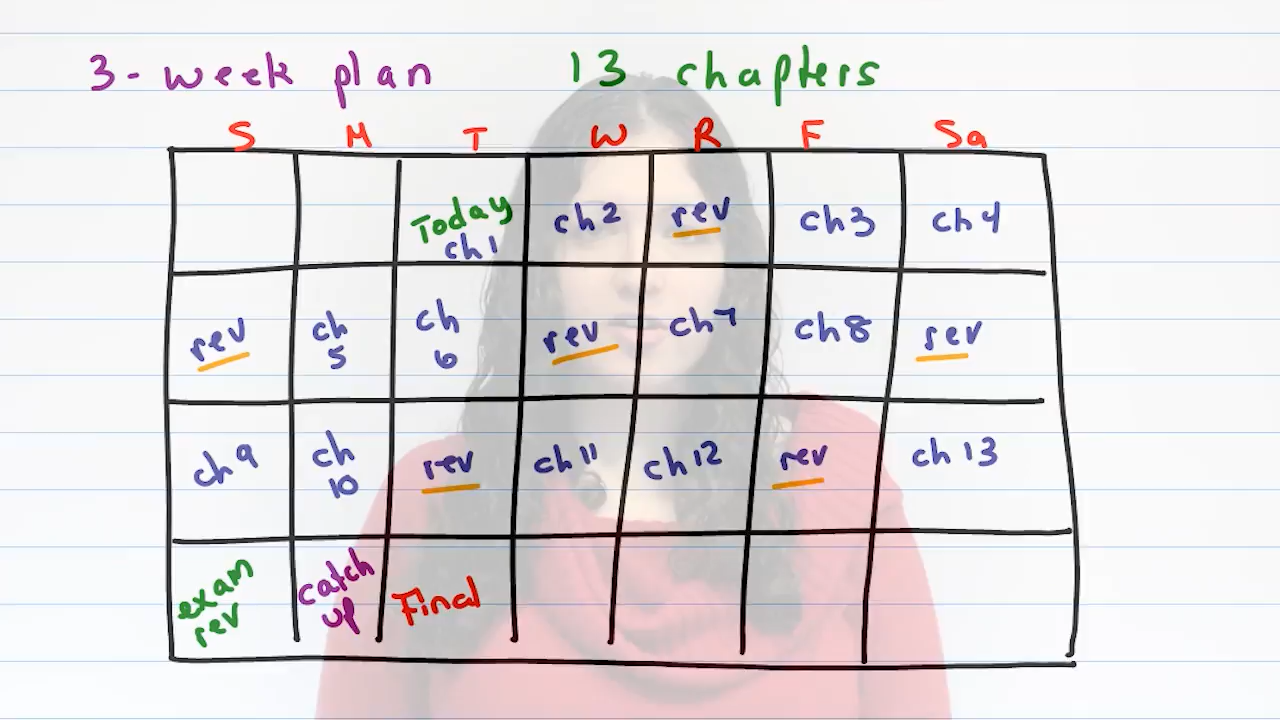 3-week plan 13 chapters
S M T W R F Sa
Today
ch1 ch2 rev ch3 ch4
rev ch
5 ch
6 rev ch7 ch8 rev
ch9 ch
10 rev ch11 ch12 rev ch13
exam
rev catch
up Final